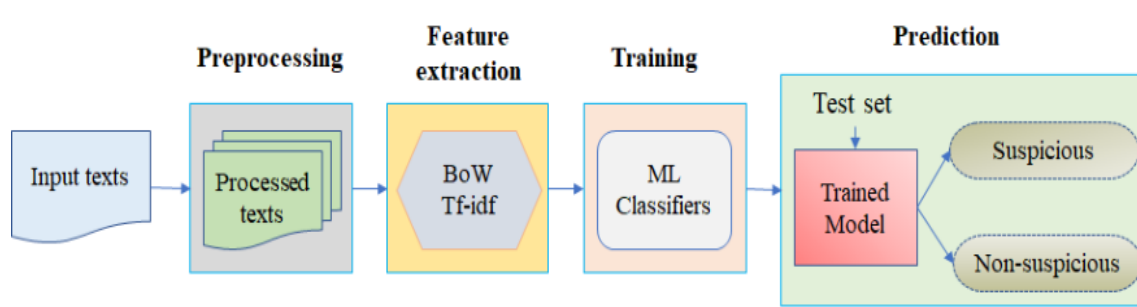 Preprocessing
Feature
extraction
Training
Prediction
Input texts
Processed
texts
BoW
Tf-idf
ML
Classifiers
Test set
Trained
Model
Suspicious
Non-suspicious